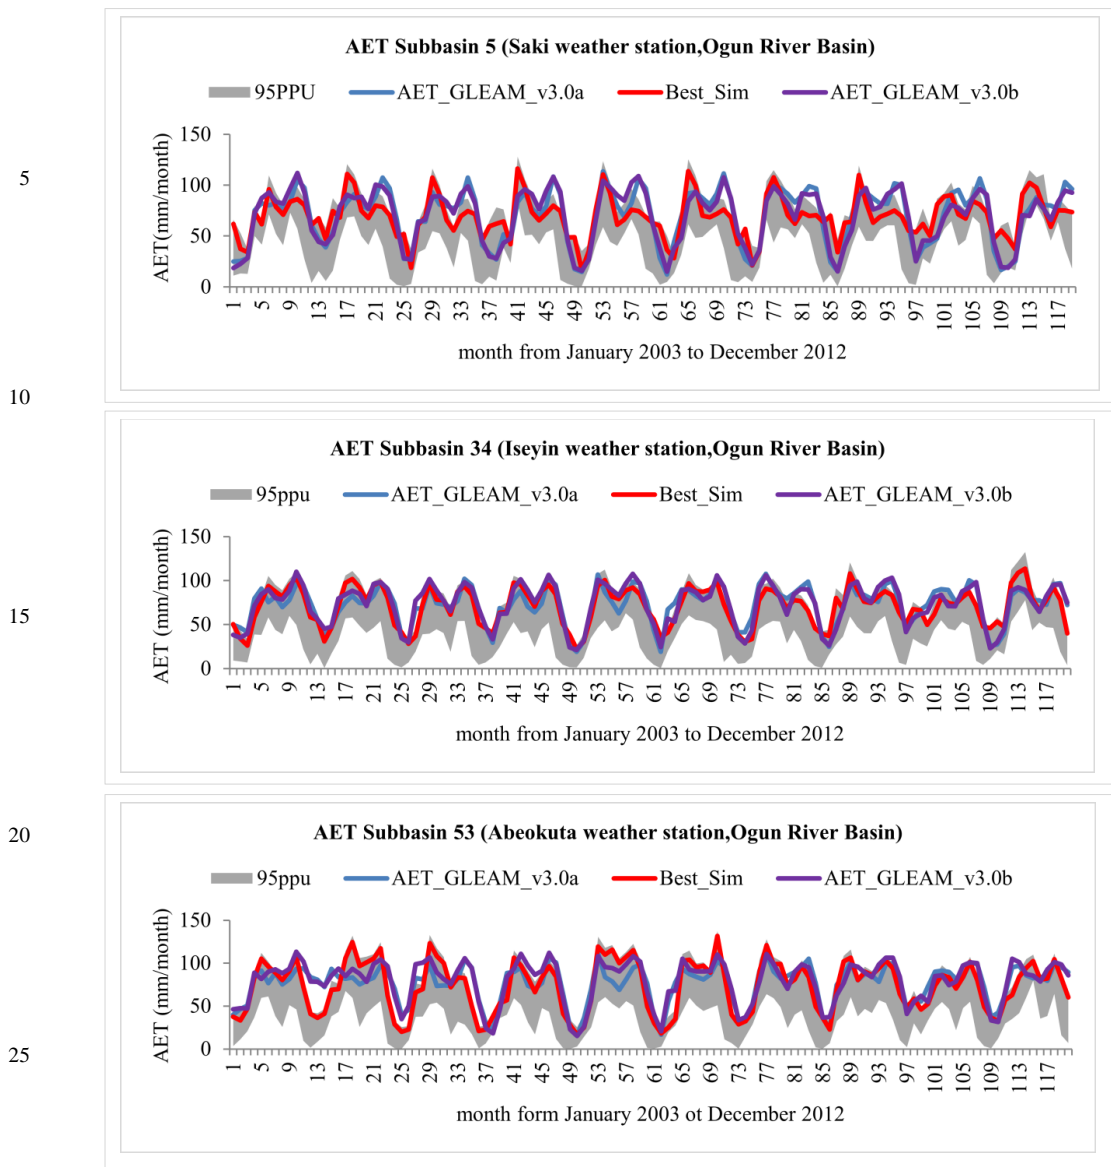 AET Subbasin 5 (Saki weather station,Ogun River Basin)
95PPU AET_GLEAM_v3.0a Best_Sim AET_GLEAM_v3.0b
AET(mm/month)
150
100
50
0
1 5 9 13 17 21 25 29 33 37 41 45 49 53 57 61 65 69 73 77 81 85 89 93 97 101 105 109 113 117
month from January 2003 to December 2012
5
10
AET Subbasin 34 (Iseyin weather station,Ogun River Basin)
95ppu AET_GLEAM_v3.0a Best_Sim AET_GLEAM_v3.0b
AET (mm/month)
150
100
50
0
1 5 9 13 17 21 25 29 33 37 41 45 49 53 57 61 65 69 73 77 81 85 89 93 97 101 105 109 113 117
month from January 2003 to December 2012
15
20
AET Subbasin 53 (Abeokuta weather station,Ogun River Basin)
95ppu AET_GLEAM_v3.0a Best_Sim AET_GLEAM_v3.0b
AET (mm/month)
150
100
50
0
1 5 9 13 17 21 25 29 33 37 41 45 49 53 57 61 65 69 73 77 81 85 89 93 97 101 105 109 113 117
month form January 2003 ot December 2012
25